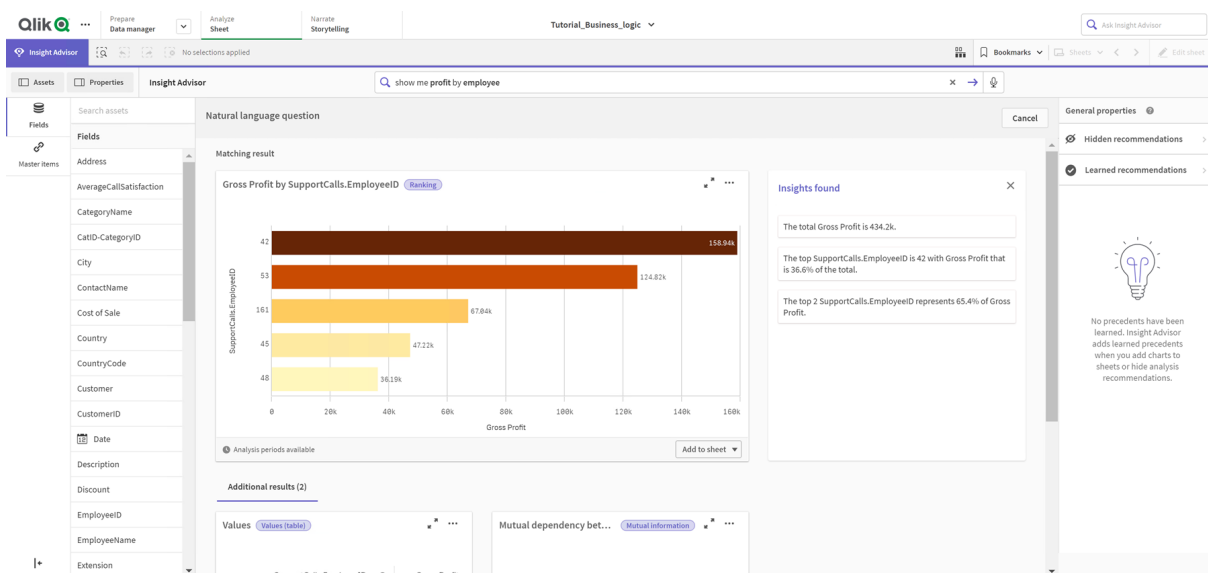 Qlik
Prepare
Data manager
Analyze
Sheet
Narrate
Storytelling
Tutorial_Business_logic
Ask Insight Advisor
Insight Advisor
No selections applied
Bookmarks
Sheets
Edit sheet
Assets
Properties
Insight Advisor
show me profit by employee
Fields
Master items
Search assets
Fields
Address
AverageCallSatisfaction
CategoryName
CatID-CategoryID
City
ContactName
Cost of Sale
Country
CountryCode
Customer
CustomerID
Date
Description
Discount
EmployeeID
EmployeeName
Extension
Natural language question
Cancel
Matching result
Gross Profit by SupportCalls.EmployeeID Ranking
SupportCalls.EmployeeID
42 158.94k
53 124.82k
161 67.04k
45 47.22k
48 36.19k
0 20k 40k 60k 80k 100k 120k 140k 160k
Gross Profit
Analysis periods available
Add to sheet
Insights found
The total Gross Profit is 434.2k.
The top SupportCalls.EmployeeID is 42 with Gross Profit that
is 36.6% of the total.
The top 2 SupportCalls.EmployeeID represents 65.4% of Gross
Profit.
Additional results (2)
Values Values (table)
Mutual dependency bet... Mutual information
General properties
Hidden recommendations
Learned recommendations
No precedents have been
learned. Insight Advisor
adds learned precedents
when you add charts to
sheets or hide analysis
recommendations.